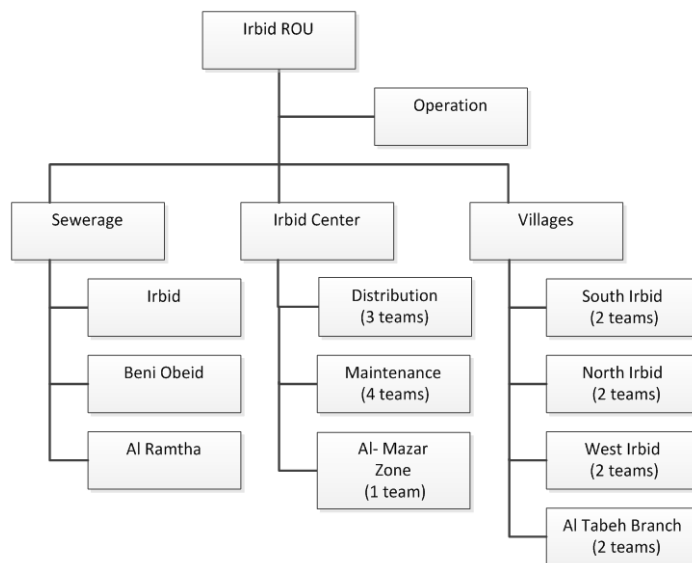 Irbid ROU
Operation
Sewerage
Irbid Center
Villages
Irbid
Beni Obeid
Al Ramtha
Distribution
(3 teams)
Maintenance
(4 teams)
Al- Mazar
Zone
(1 team)
South Irbid
(2 teams)
North Irbid
(2 teams)
West Irbid
(2 teams)
Al Tabeh Branch
(2 teams)